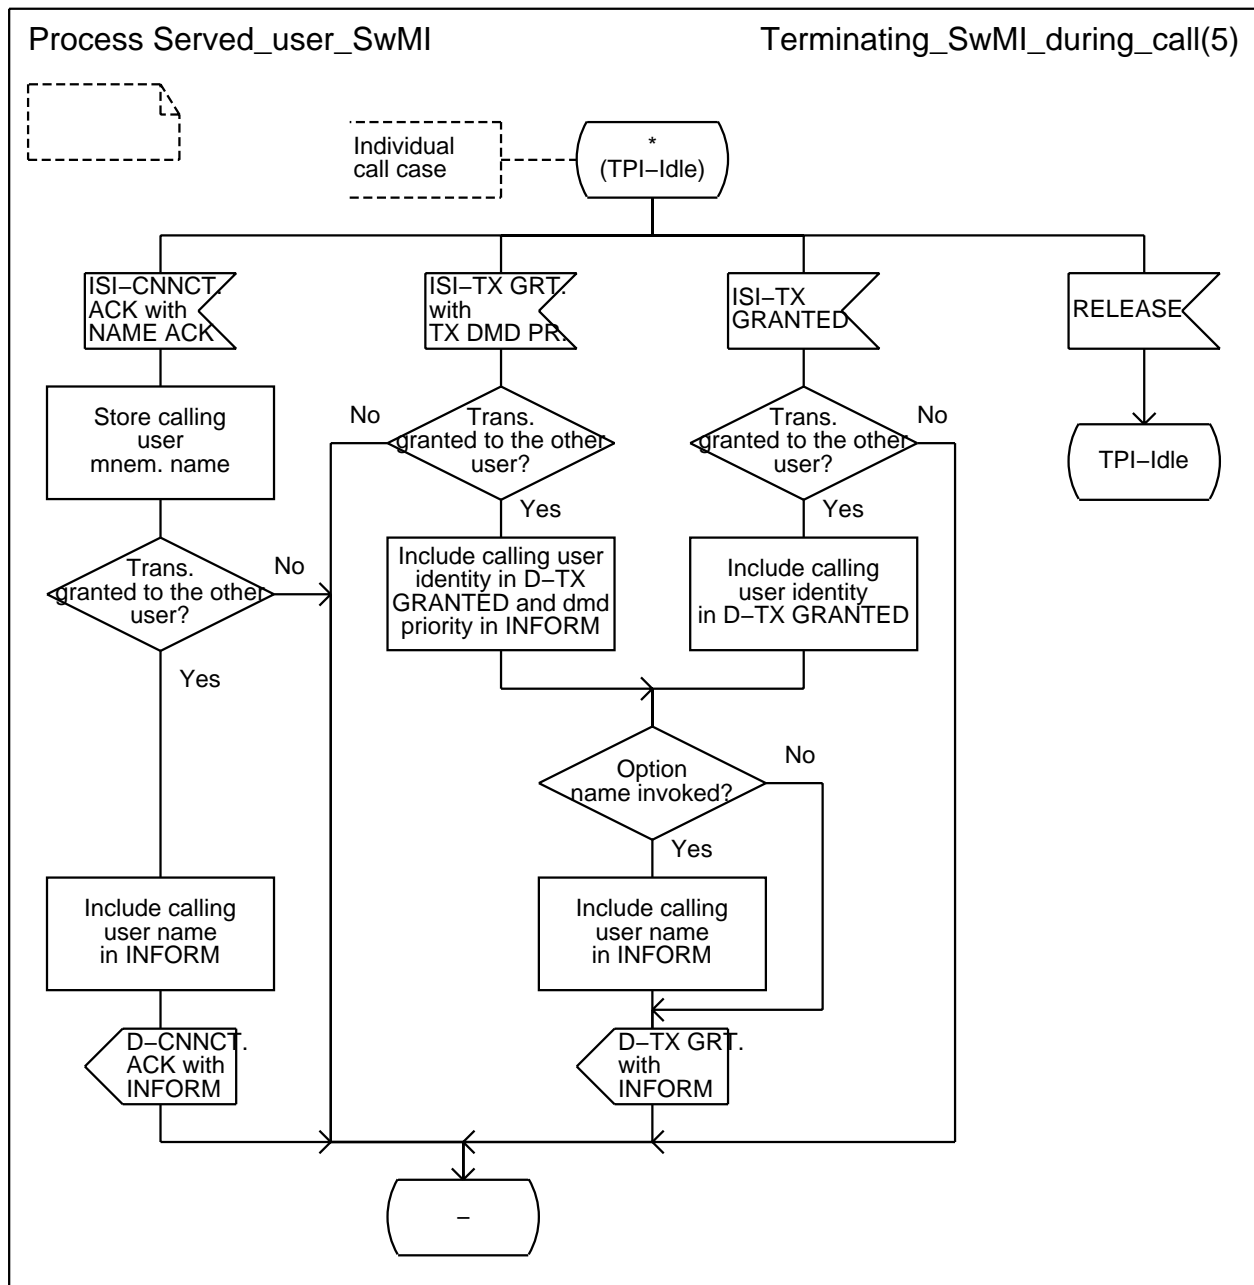 Process Served_user_SwMI
Terminating_SwMI_during_call(5)
Individual
call case
*
(TPI–Idle)
ISI–CNNCT.
ACK with
NAME ACK
ISI–TX GRT.
with
TX DMD PR.
ISI–TX
GRANTED
RELEASE
Store calling
user
mnem. name
No
Trans.
granted to the other
user?
Trans.
granted to the other
user?
No
TPI–Idle
Yes
Yes
Trans.
granted to the other
user?
No
Include calling user
identity in D–TX
GRANTED and dmd
priority in INFORM
Include calling
user identity
in D–TX GRANTED
Yes
Option
name invoked?
No
Yes
Include calling
user name
in INFORM
Include calling
user name
in INFORM
D–CNNCT.
ACK with
INFORM
D–TX GRT.
with
INFORM
–